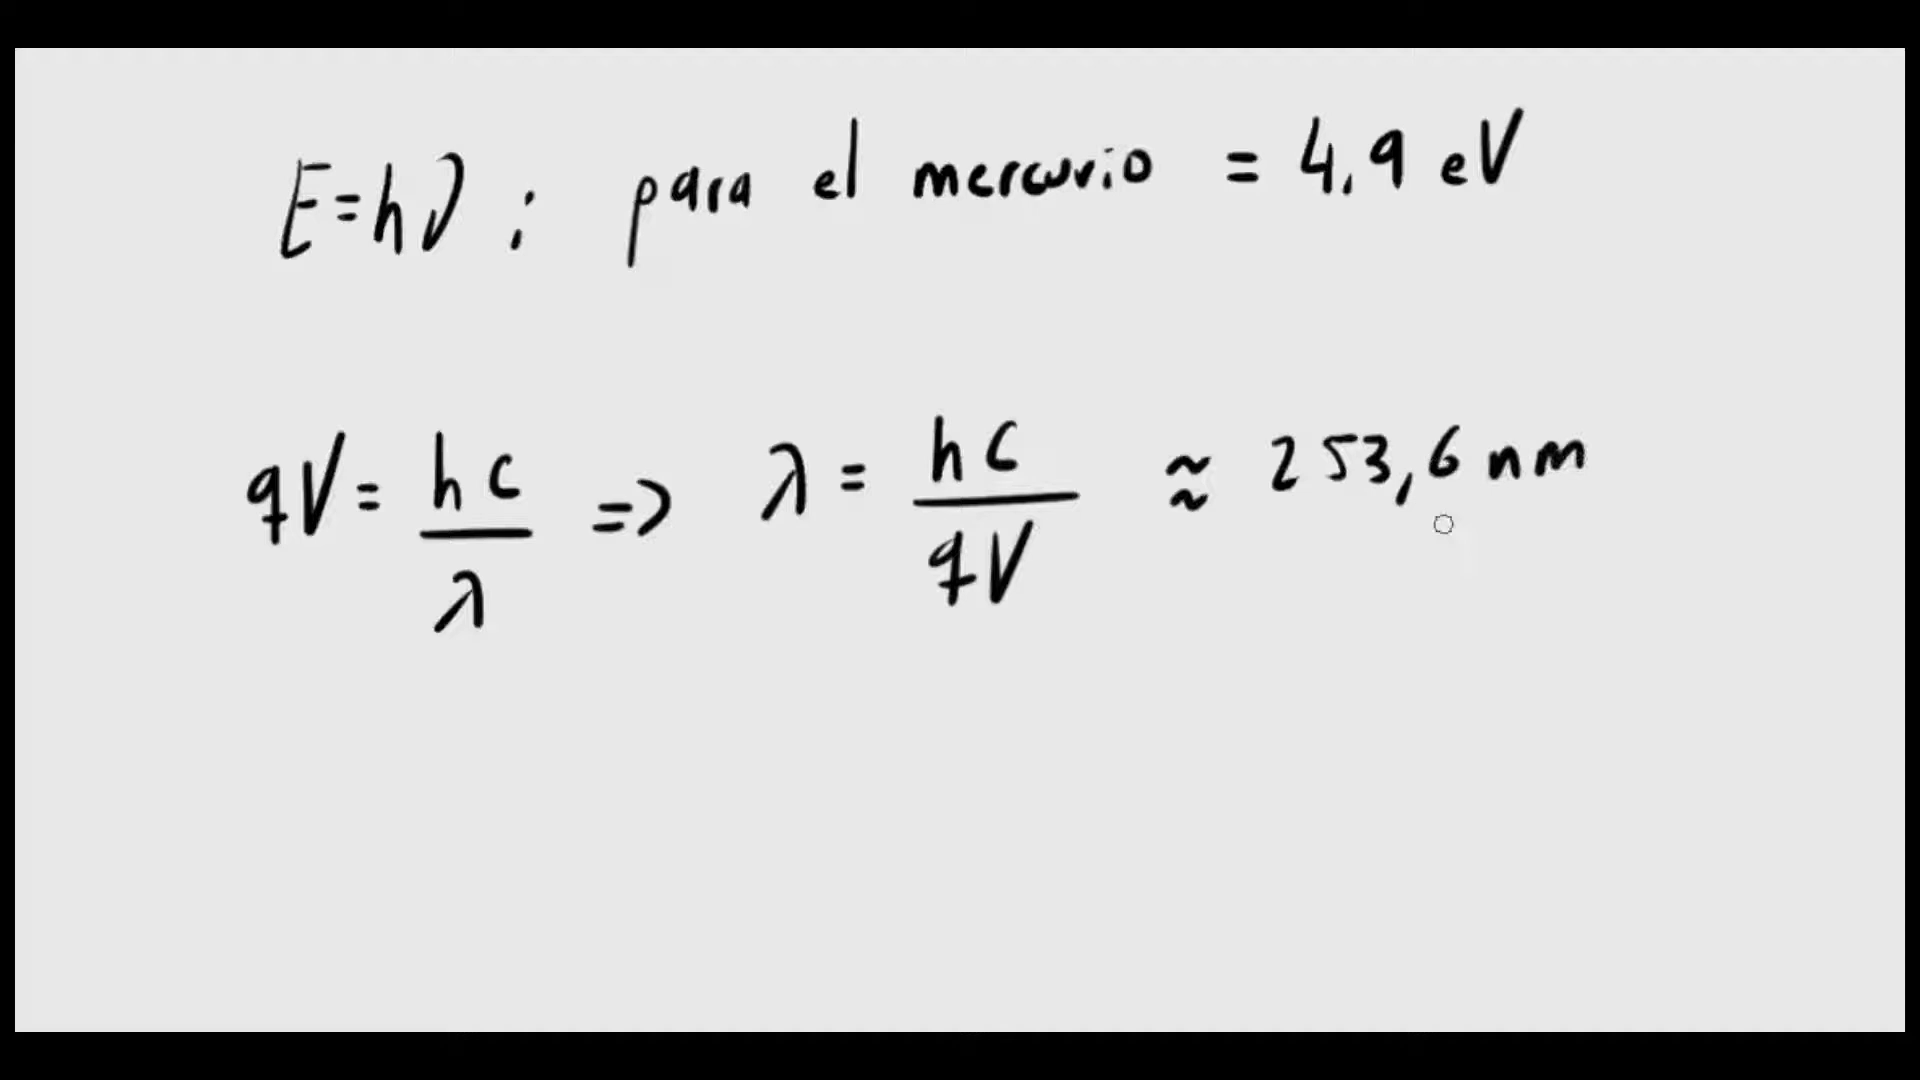 E=hν ; para el mercurio = 4,9 eV
qV = hc/λ => λ = hc/qV ≈ 253,6 nm